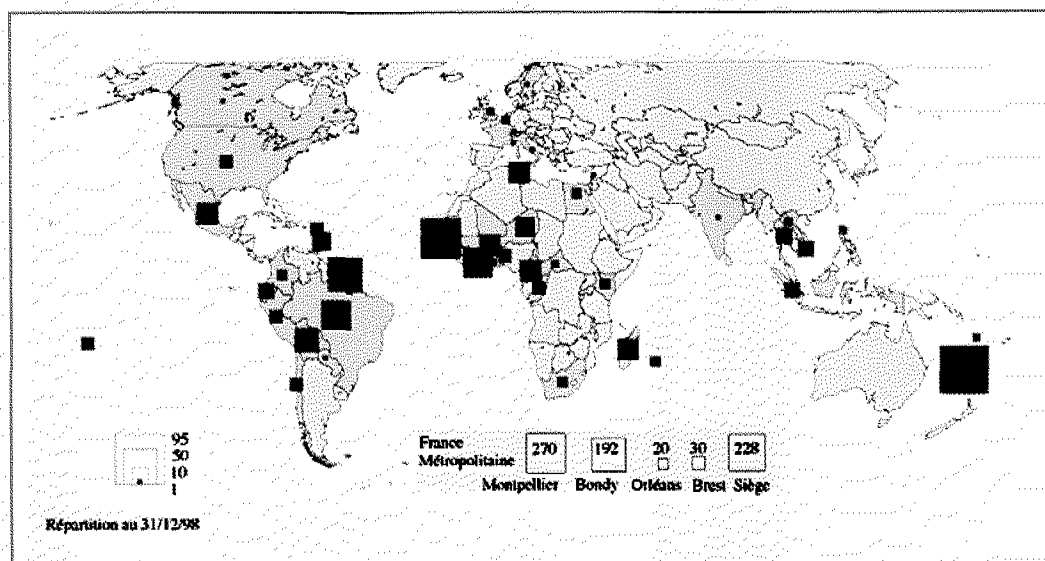 95
50
10
1
France
Métropolitaine
270 192 20 30 228
Montpellier Bondy Orléans Brest Siège
Répartition au 31/12/98